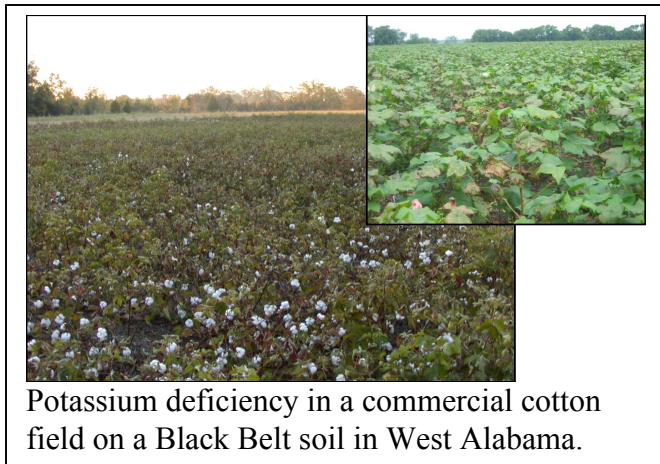 Potassium deficiency in a commercial cotton
field on a Black Belt soil in West Alabama.